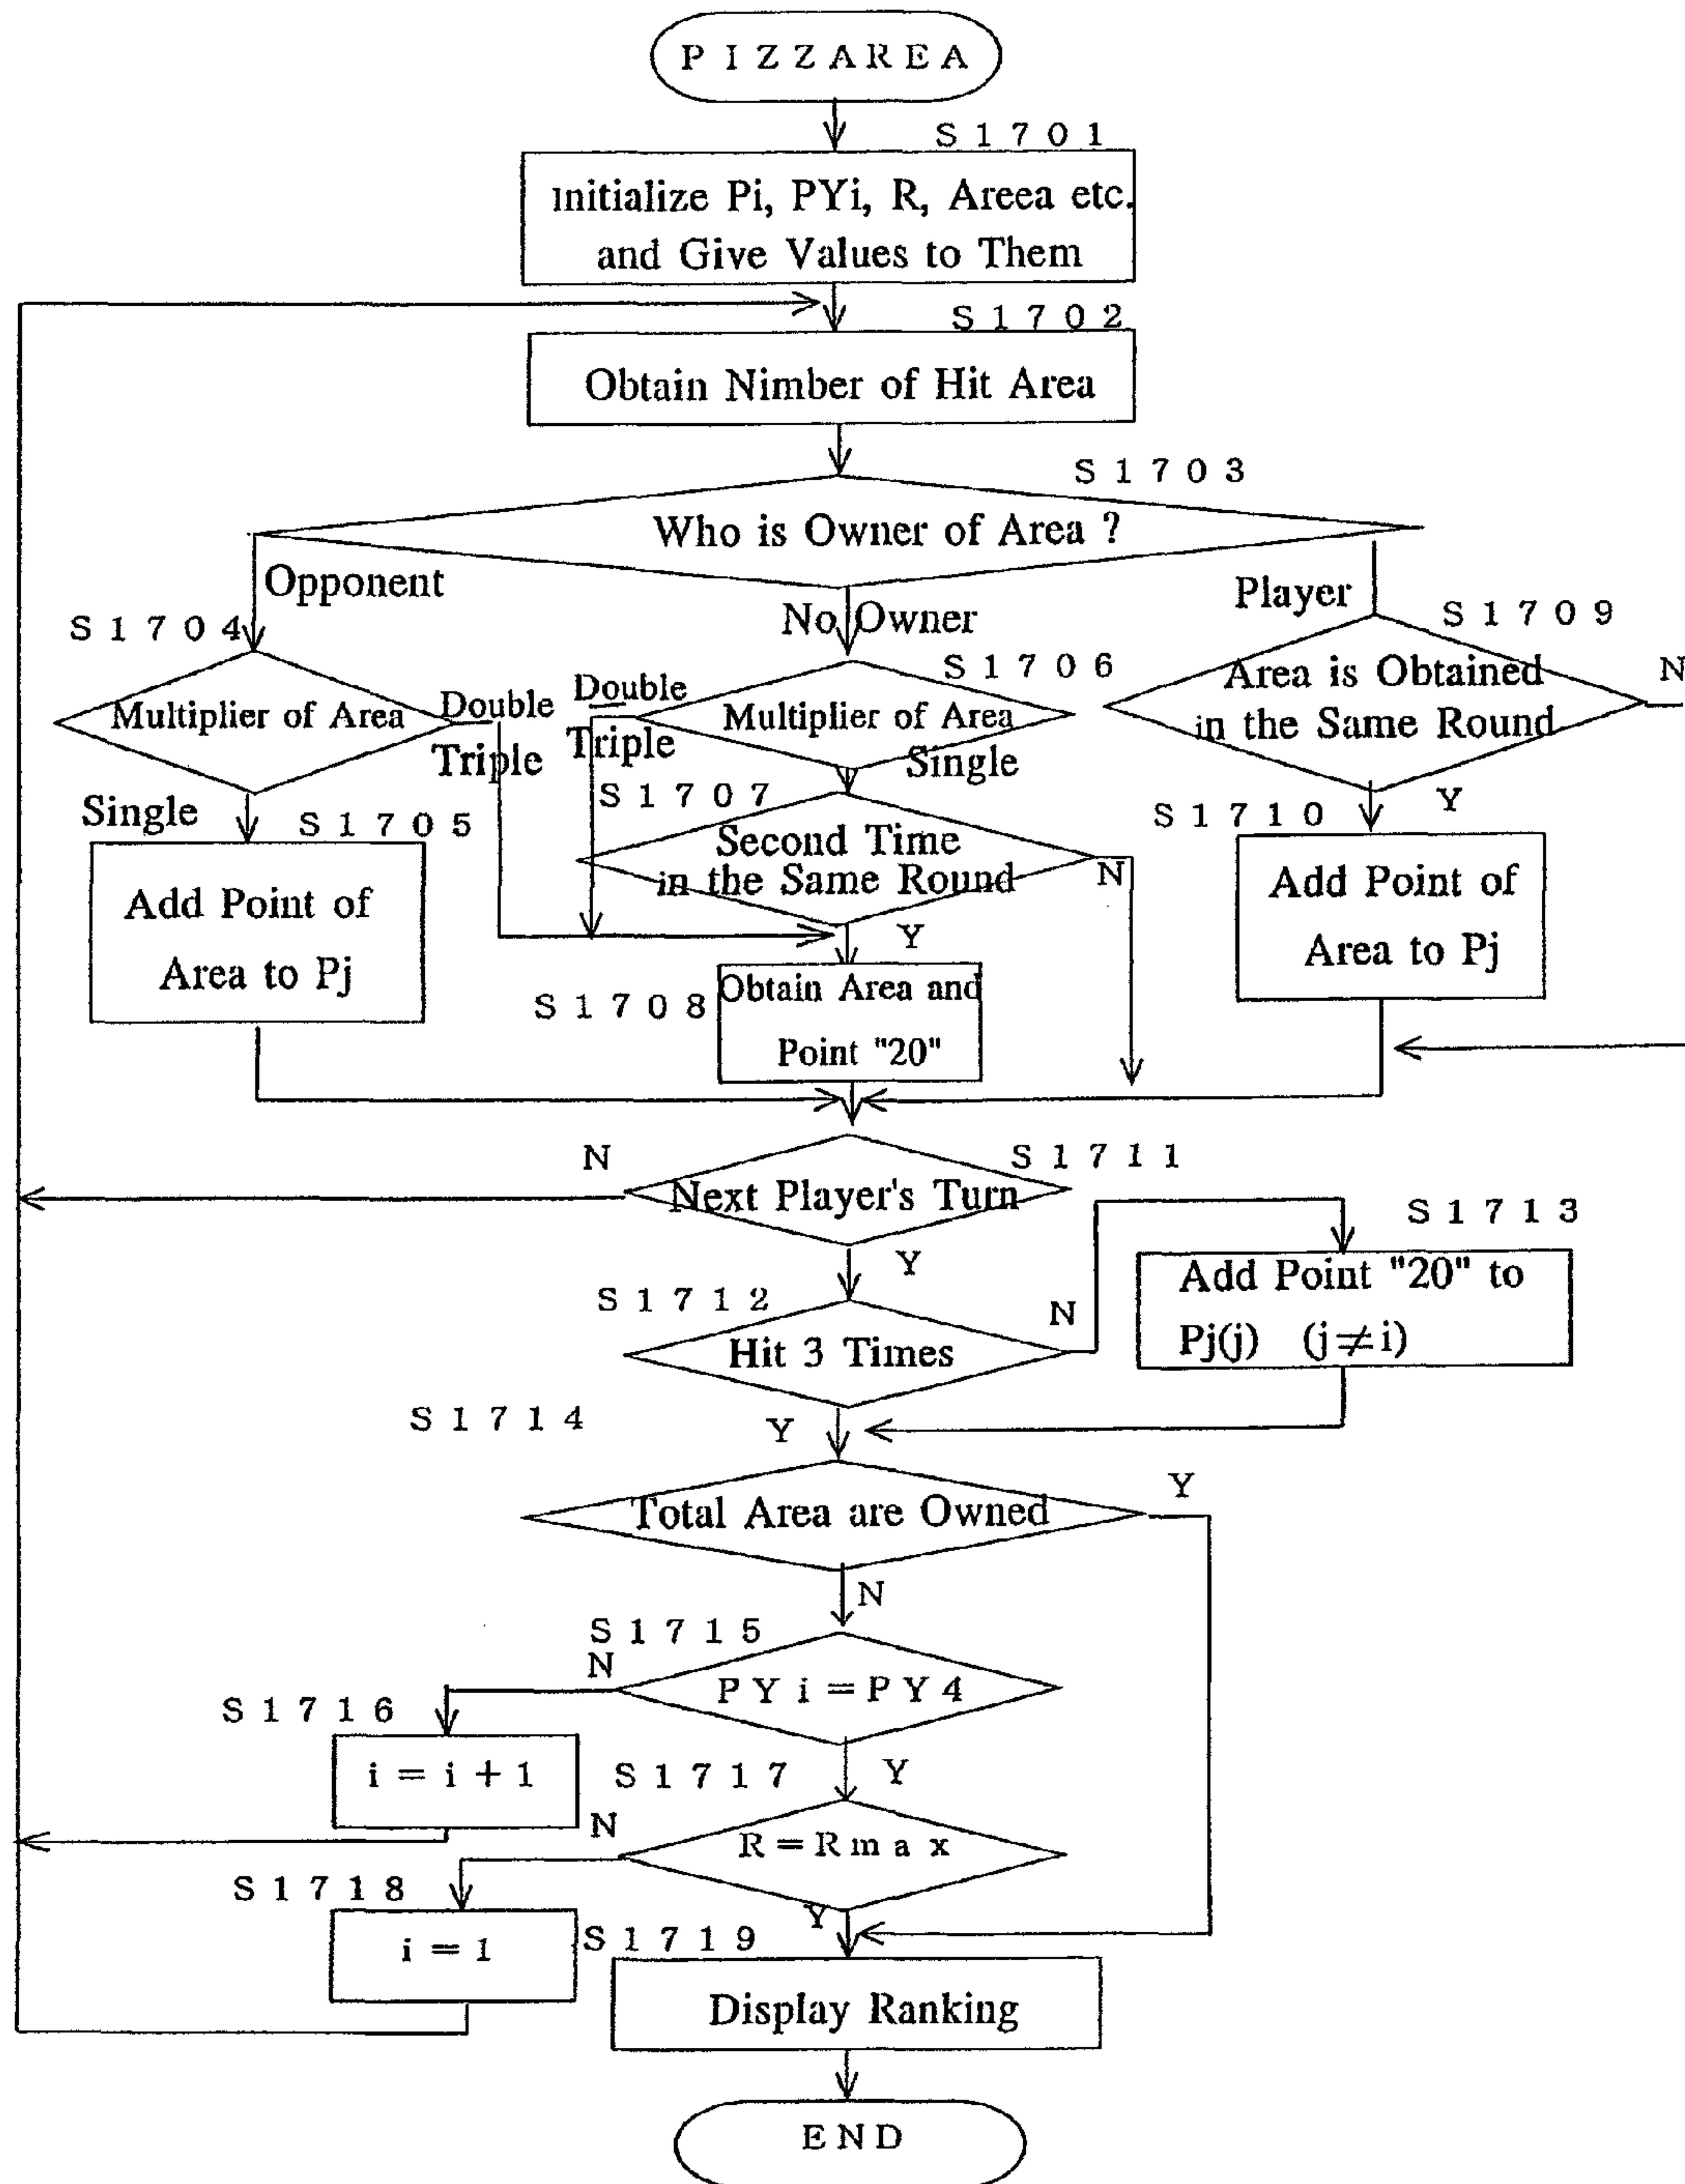 PIZZAREA
S1701
Initialize Pi, PYi, R, Areea etc.
and Give Values to Them
S1702
Obtain Nimber of Hit Area
S1703
Who is Owner of Area ?
Opponent
No Owner
Player
S1704
S1706
S1709
Multiplier of Area
Double
Triple
Double
Triple
Multiplier of Area
Single
Area is Obtained
in the Same Round
N
Single
S1705
S1707
S1710
Y
Add Point of
Area to Pj
Second Time
in the Same Round
N
Y
Add Point of
Area to Pj
S1708
Obtain Area and
Point "20"
N
S1711
Next Player's Turn
Y
S1713
Add Point "20" to
Pj(j) (j≠i)
S1712
N
Hit 3 Times
S1714
Y
Total Area are Owned
Y
N
S1715
N
PYi=PY4
S1716
i = i + 1
S1717
Y
N
R=Rmax
S1718
i = 1
Y
S1719
Display Ranking
END